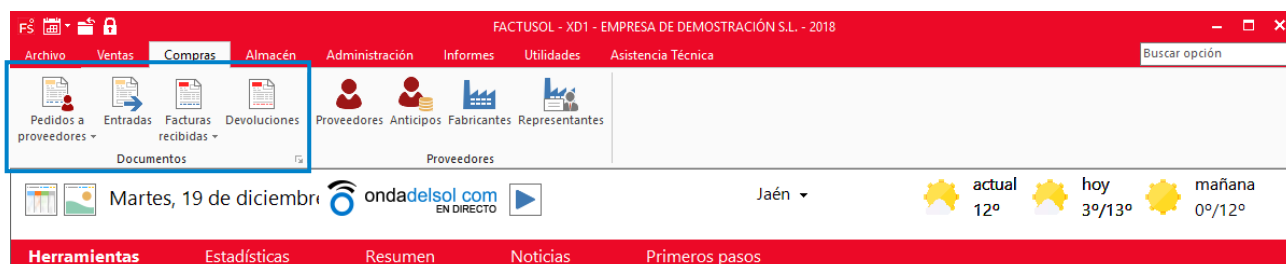 FS
FACTUSOL - XD1 - EMPRESA DE DEMOSTRACIÓN S.L. - 2018
Archivo Ventas Compras Almacén Administración Informes Utilidades Asistencia Técnica Buscar opción
Pedidos a proveedores Entradas Facturas recibidas Devoluciones Proveedores Anticipos Fabricantes Representantes
Documentos Proveedores
Martes, 19 de diciembre
ondadelsol com
EN DIRECTO
Jaén
actual
12º
hoy
3º/13º
mañana
0º/12º
Herramientas Estadísticas Resumen Noticias Primeros pasos